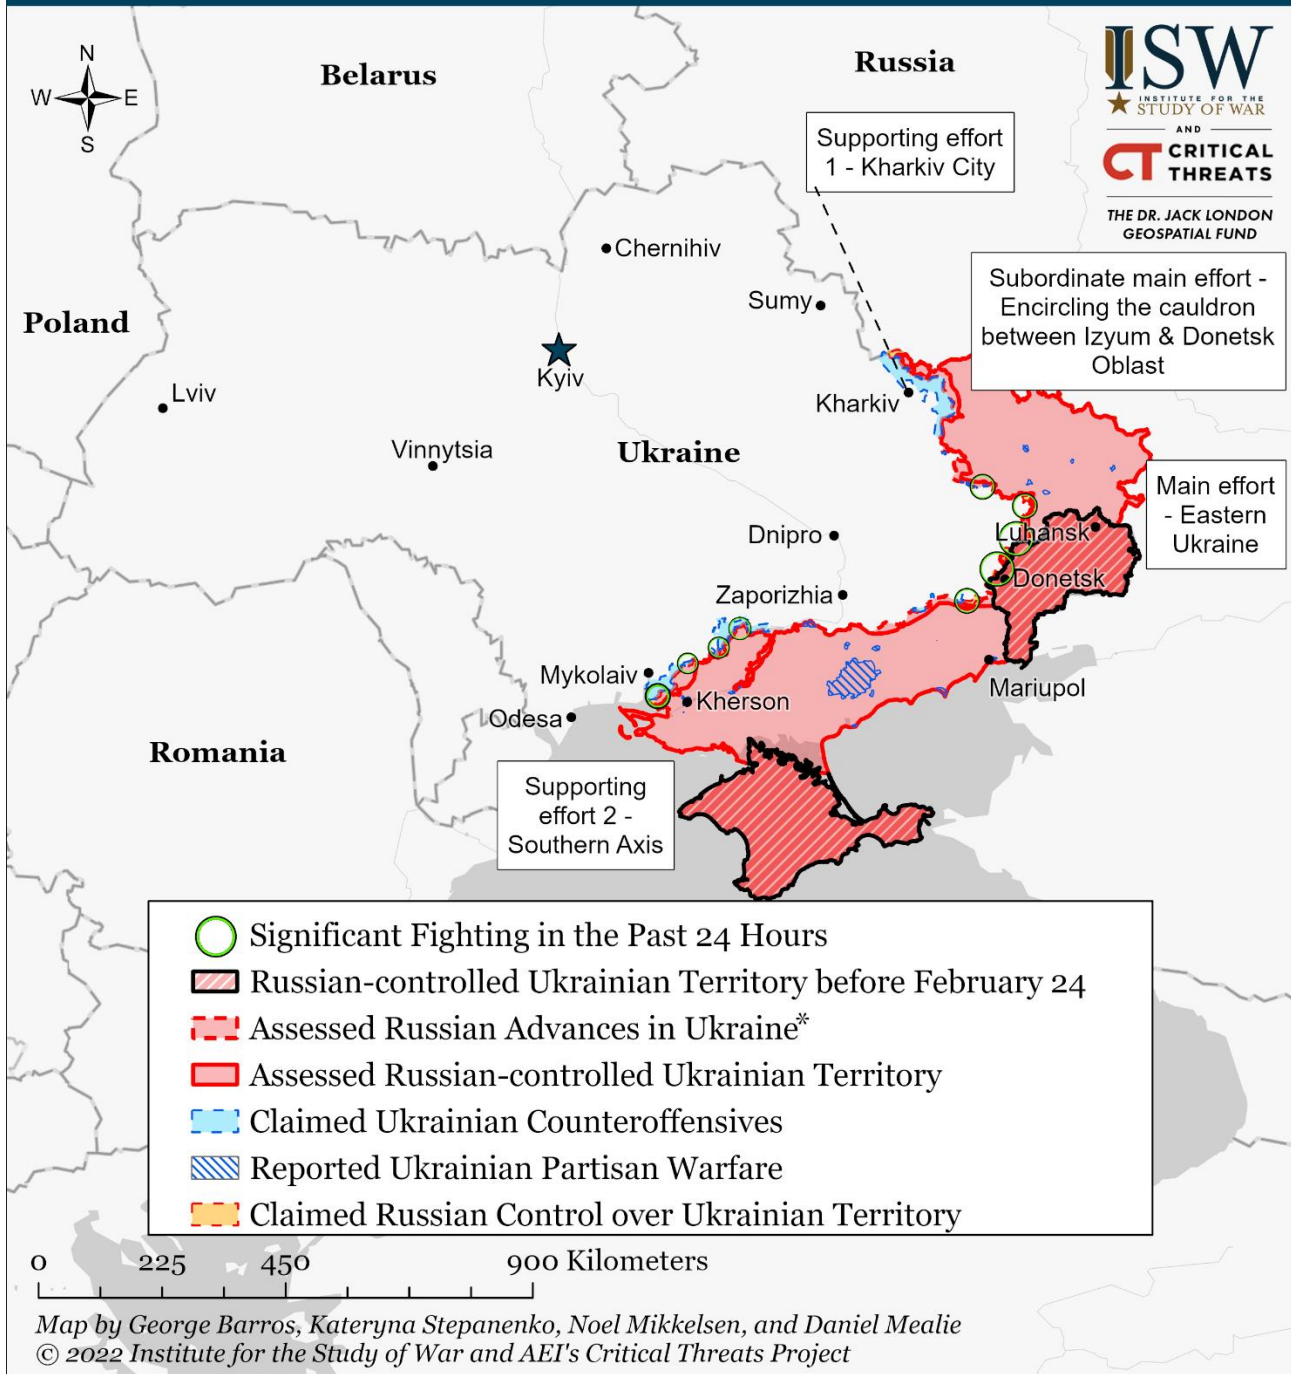 N
W
E
S
Belarus
Russia
ISW
INSTITUTE FOR THE
STUDY OF WAR
AND
CT CRITICAL
THREATS
THE DR. JACK LONDON
GEOSPATIAL FUND
Supporting effort
1 - Kharkiv City
Chernihiv
Subordinate main effort -
Encircling the cauldron
between Izyum & Donetsk
Oblast
Sumy
Poland
Kyiv
Lviv
Kharkiv
Vinnytsia
Ukraine
Main effort
- Eastern
Ukraine
Dnipro
Luhansk
Donetsk
Zaporizhia
Mykolaiv
Mariupol
Kherson
Odesa
Romania
Supporting
effort 2 -
Southern Axis
Significant Fighting in the Past 24 Hours
Russian-controlled Ukrainian Territory before February 24
Assessed Russian Advances in Ukraine*
Assessed Russian-controlled Ukrainian Territory
Claimed Ukrainian Counteroffensives
Reported Ukrainian Partisan Warfare
Claimed Russian Control over Ukrainian Territory
0 225 450 900 Kilometers
Map by George Barros, Kateryna Stepanenko, Noel Mikkelsen, and Daniel Mealie
© 2022 Institute for the Study of War and AEI's Critical Threats Project